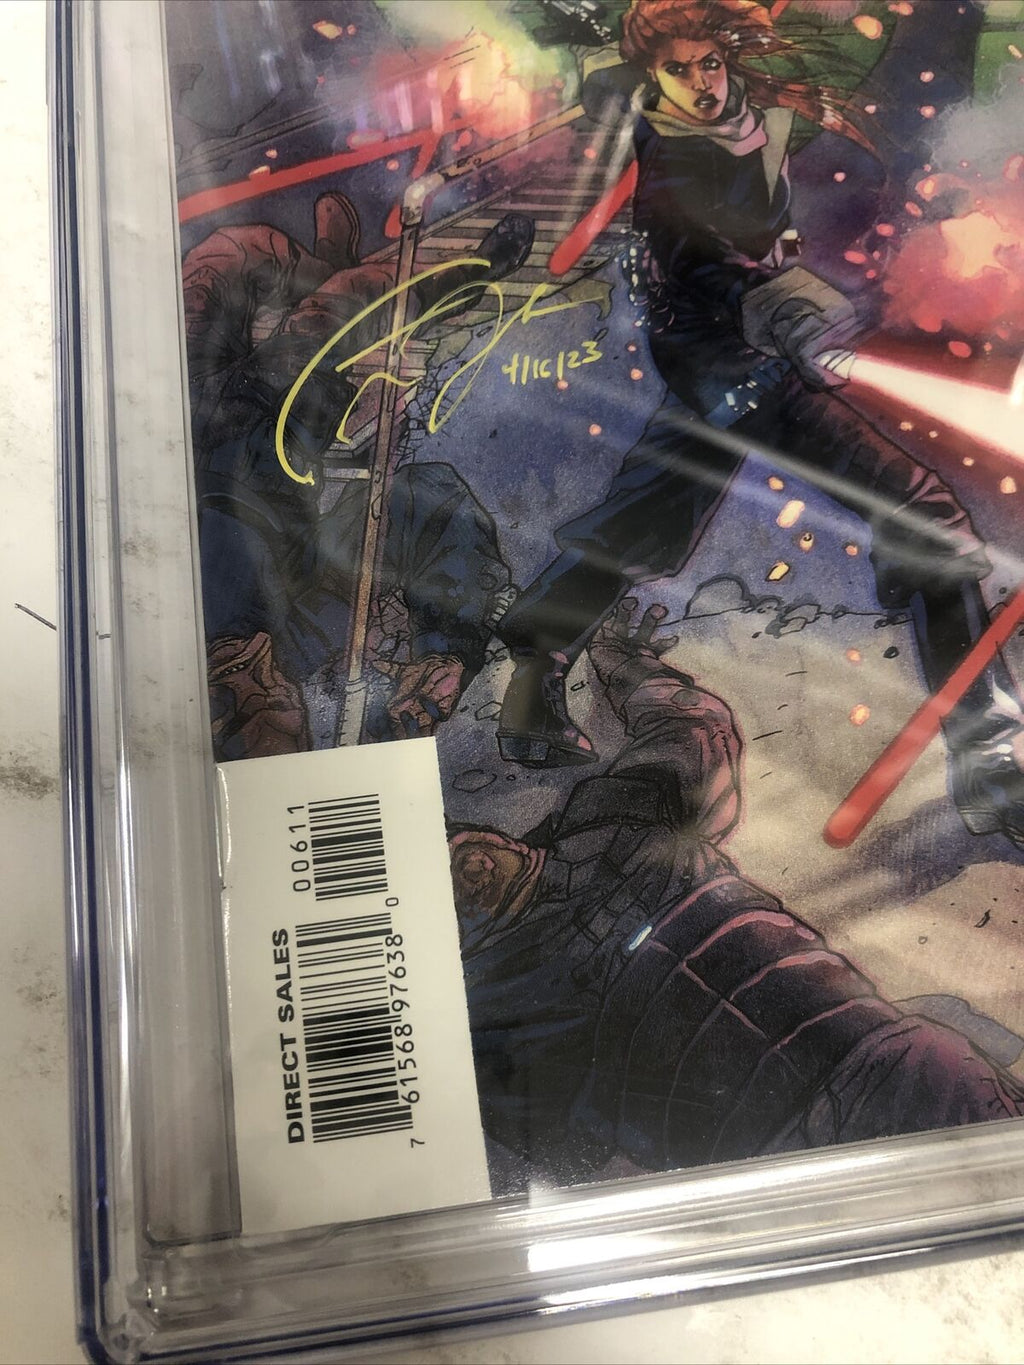 4/16/23
DIRECT SALES
00611
7 61568 97638 0